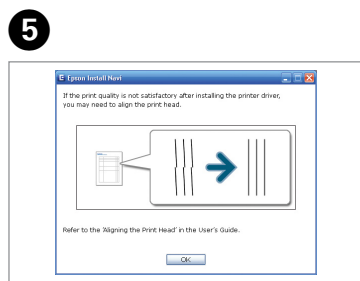 5
E Epson Install Navi
If the print quality is not satisfactory after installing the printer driver,
you may need to align the print head.
Refer to the 'Aligning the Print Head' in the User's Guide.
OK